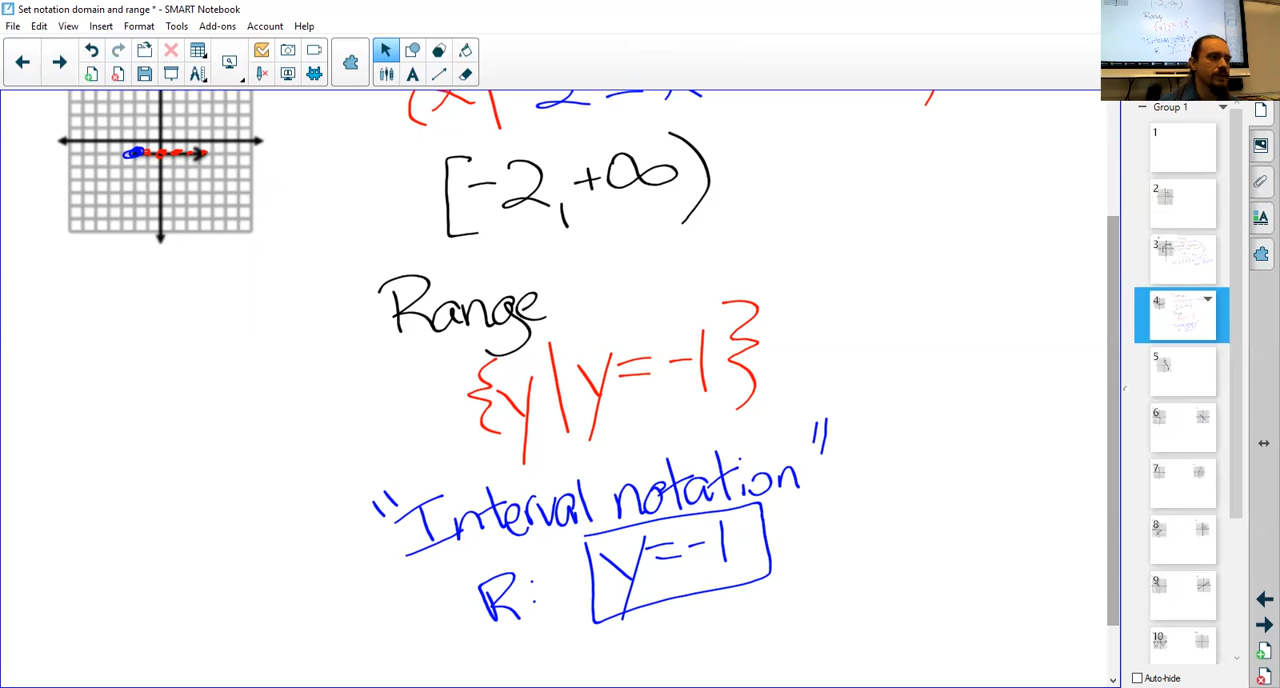 Set notation domain and range * - SMART Notebook
File Edit View Insert Format Tools Add-ons Account Help
[-2, +∞)
Range
{y|y=-1}
"Interval notation"
R: y=-1
Group 1
1
2
3
4
5
6
7
8
9
10
Auto-hide